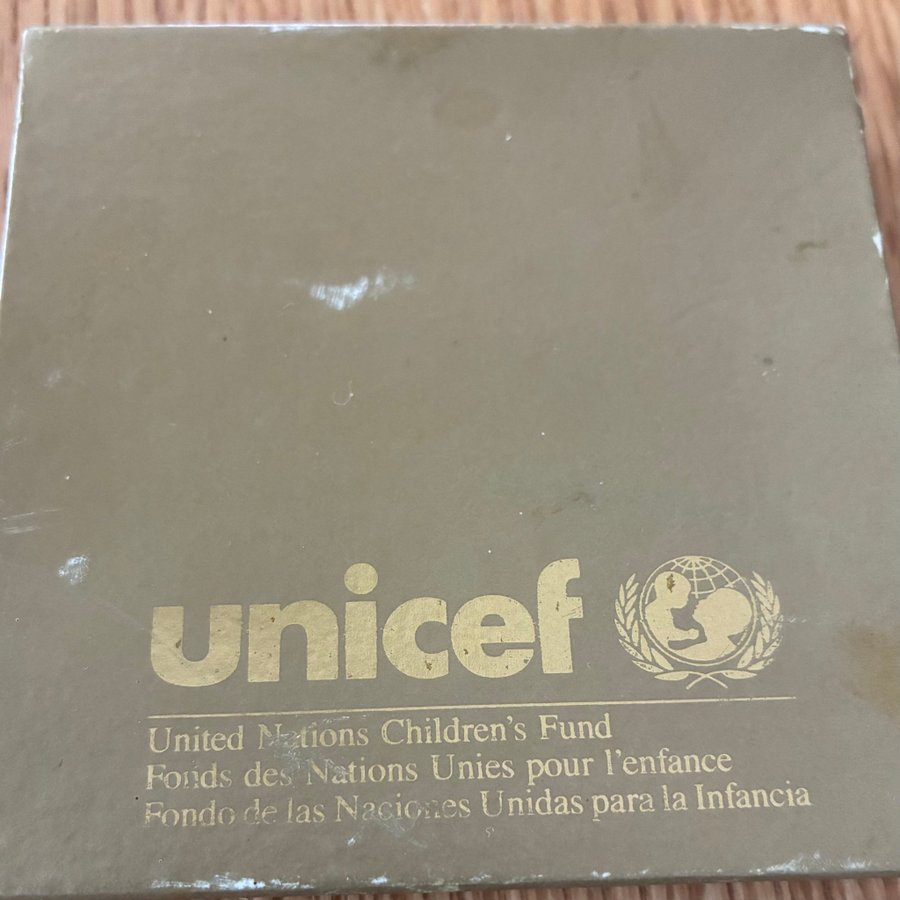 unicef
United Nations Children's Fund
Fonds des Nations Unies pour l'enfance
Fondo de las Naciones Unidas para la Infancia